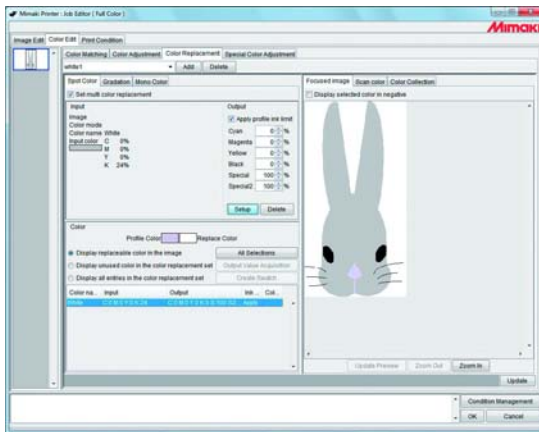 Mimaki Printer : Job Editor ( Full Color )
Mimaki
Image Edit Color Edit Print Condition
Color Matching Color Adjustment Color Replacement Special Color Adjustment
white1 Add Delete
Spot Color Gradation Mono Color
Focused Image Scan color Color Collection
Set multi color replacement
Display selected color in negative
Input
Output
Image
Apply profile ink limit
Color mode
Color name White
Input color C 0%
M 0%
Y 0%
K 24%
Cyan 0 %
Magenta 0 %
Yellow 0 %
Black 0 %
Special 100 %
Special2 100 %
Setup Delete
Color
Profile Color Replace Color
Display replaceable color in the image All Selections
Display unused color in the color replacement set Output value Acquisition
Display all entries in the color replacement set Create Swatch
Color na... Input Output Ink ... Col...
White C 0 M 0 Y 0 K 24 Apply
Update Preview Zoom Out Zoom In
Update
Condition Management
OK Cancel